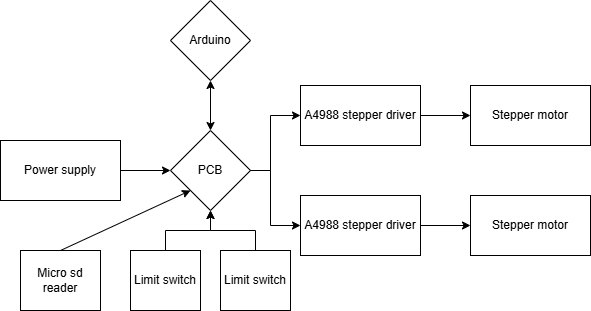 Arduino
A4988 stepper driver
Stepper motor
Power supply
PCB
A4988 stepper driver
Stepper motor
Micro sd
reader
Limit switch
Limit switch